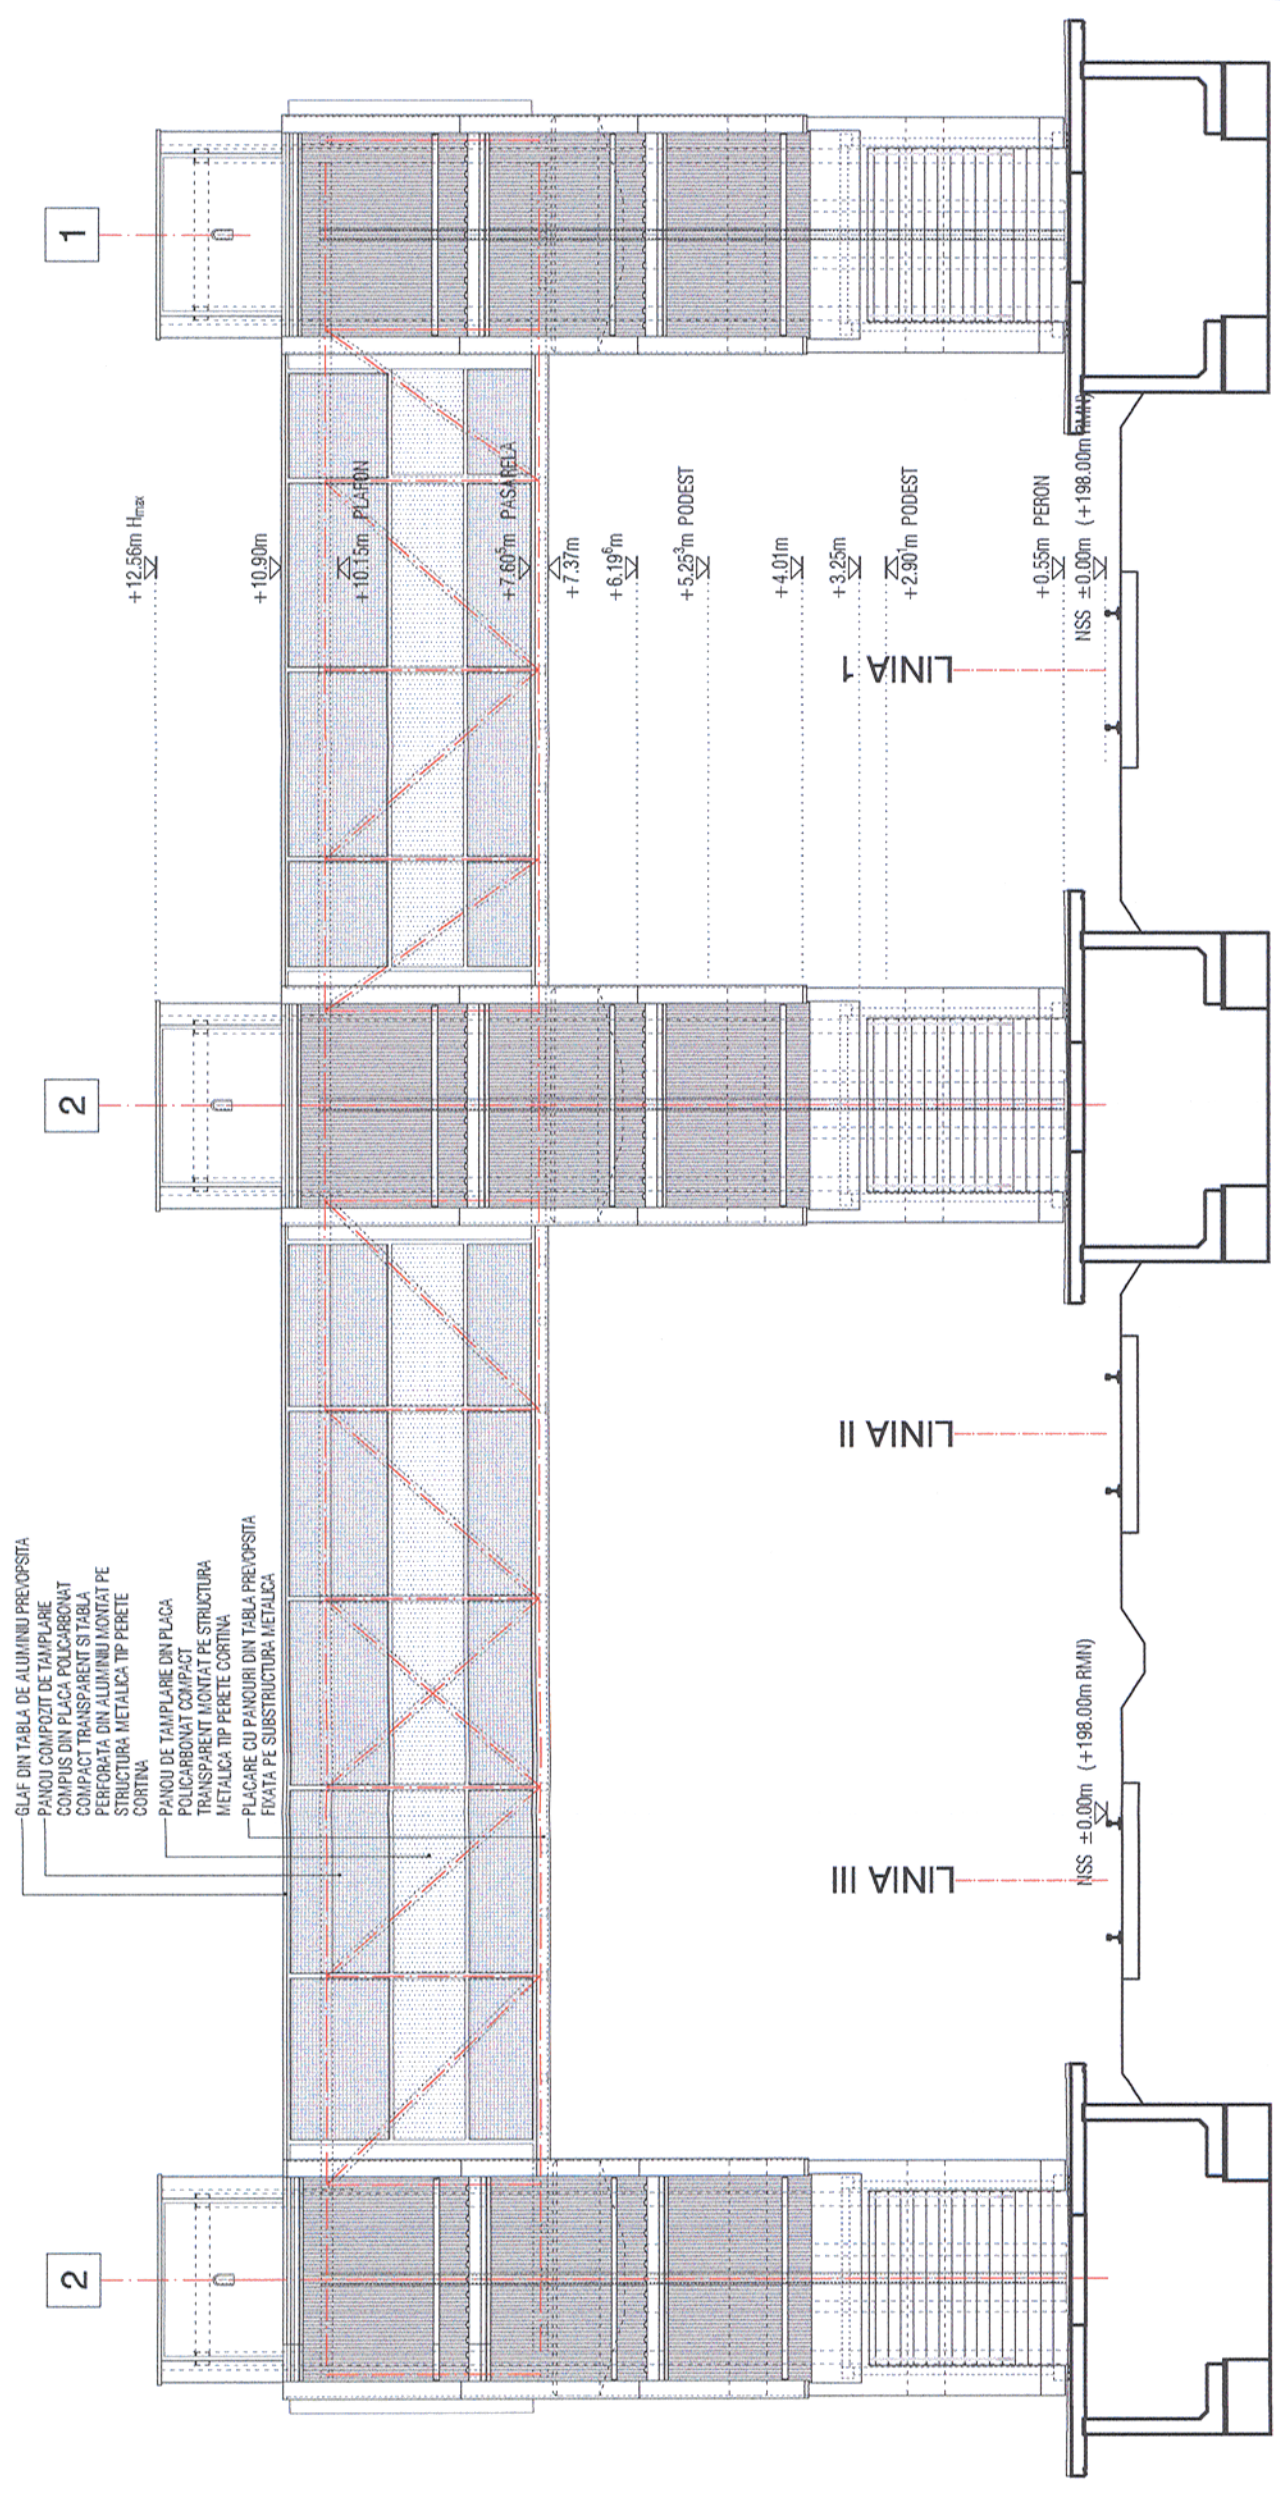 GLAF DIN TABLA DE ALUMINIU PREVOPSITA
PANOU COMPOZIT DE TAMPLARIE
COMPUS DIN PLACA POLICARBONAT
COMPACT TRANSPARENT SI TABLA
PERFORATA DIN ALUMINIU MONTAT PE
STRUCTURA METALICA TIP PERETE
CORTINA
PANOU DE TAMPLARIE DIN PLACA
POLICARBONAT COMPACT
TRANSPARENT MONTAT PE STRUCTURA
METALICA TIP PERETE CORTINA
PLACARE CU PANOURI DIN TABLA PREVOPSITA
FIXATA PE SUBSTRUCTURA METALICA
2
2
1
+12.56m Hmax
+10.90m
+10.15m PLAFON
+7.60⁵m PASARELA
+7.37m
+6.19⁶m
+5.25³m PODEST
+4.01m
+3.25m
+2.90¹m PODEST
+0.55m PERON
NSS ±0.00m (+198.00m RMN)
LINIA III
LINIA II
LINIA 1
NSS ±0.00m (+198.00m RMN)